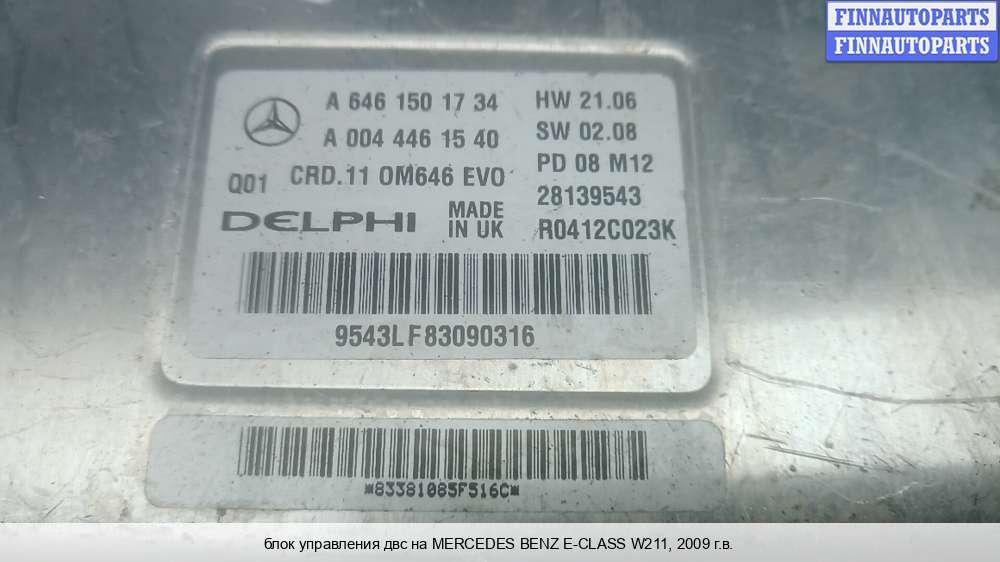 FINNAUTOPARTS
FINNAUTOPARTS
A 646 150 17 34
A 004 446 15 40
Q01 CRD.11 OM646 EVO
DELPHI MADE IN UK
HW 21.06
SW 02.08
PD 08 M12
28139543
R0412C023K
9543LF83090316
*83381085F516C*
блок управления двс на MERCEDES BENZ E-CLASS W211, 2009 г.в.